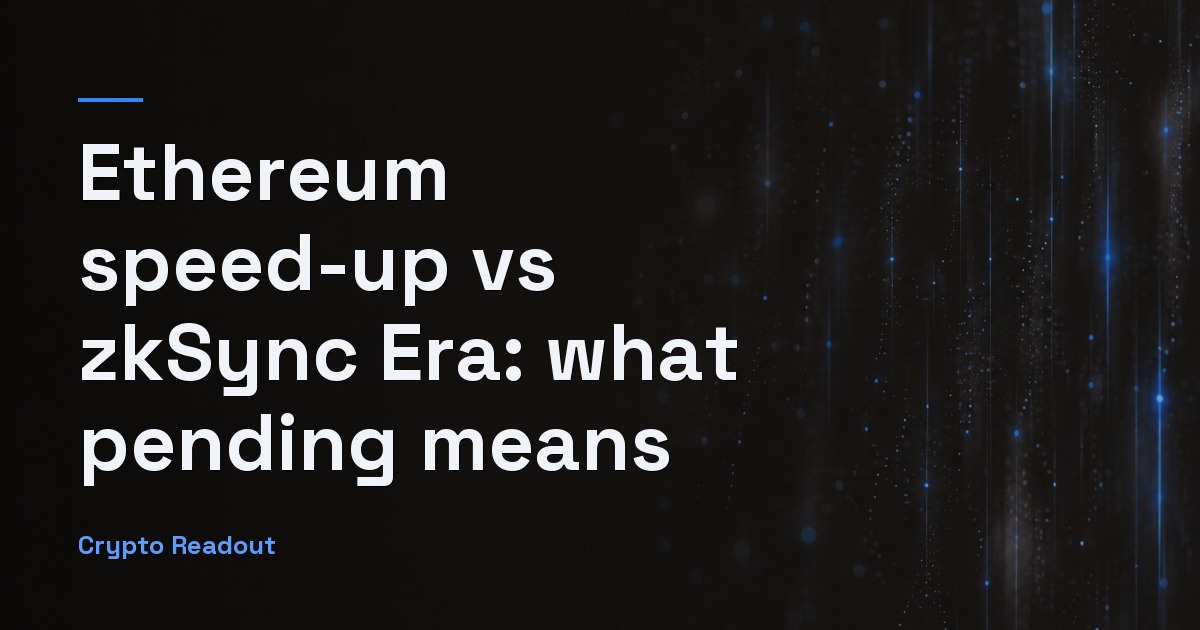 Ethereum
speed-up vs
zkSync Era: what
pending means
Crypto Readout